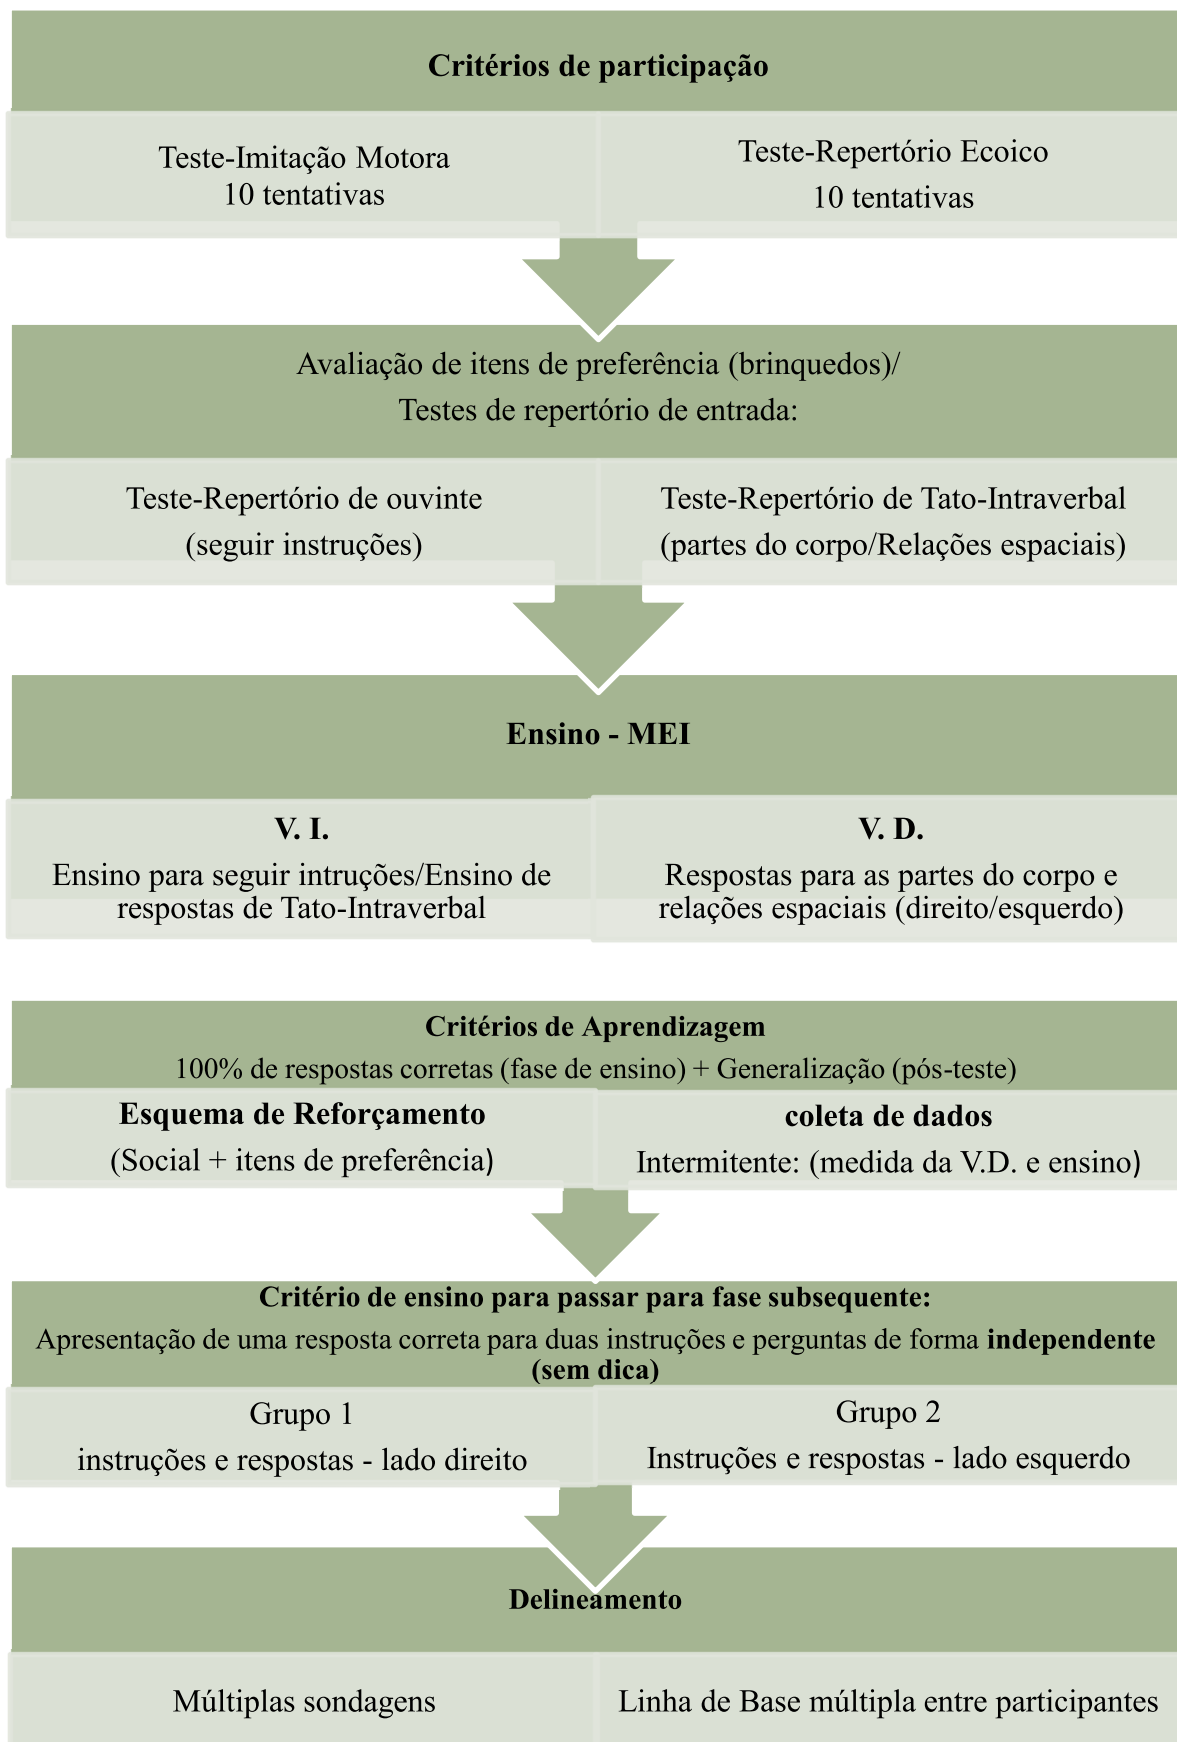 Critérios de participação
Teste-Imitação Motora
10 tentativas
Teste-Repertório Ecoico
10 tentativas
Avaliação de itens de preferência (brinquedos)/
Testes de repertório de entrada:
Teste-Repertório de ouvinte
(seguir instruções)
Teste-Repertório de Tato-Intraverbal
(partes do corpo/Relações espaciais)
Ensino - MEI
V. I.
Ensino para seguir intruções/Ensino de
respostas de Tato-Intraverbal
V. D.
Respostas para as partes do corpo e
relações espaciais (direito/esquerdo)
Critérios de Aprendizagem
100% de respostas corretas (fase de ensino) + Generalização (pós-teste)
Esquema de Reforçamento
(Social + itens de preferência)
coleta de dados
Intermitente: (medida da V.D. e ensino)
Critério de ensino para passar para fase subsequente:
Apresentação de uma resposta correta para duas instruções e perguntas de forma independente
(sem dica)
Grupo 1
instruções e respostas - lado direito
Grupo 2
Instruções e respostas - lado esquerdo
Delineamento
Múltiplas sondagens
Linha de Base múltipla entre participantes